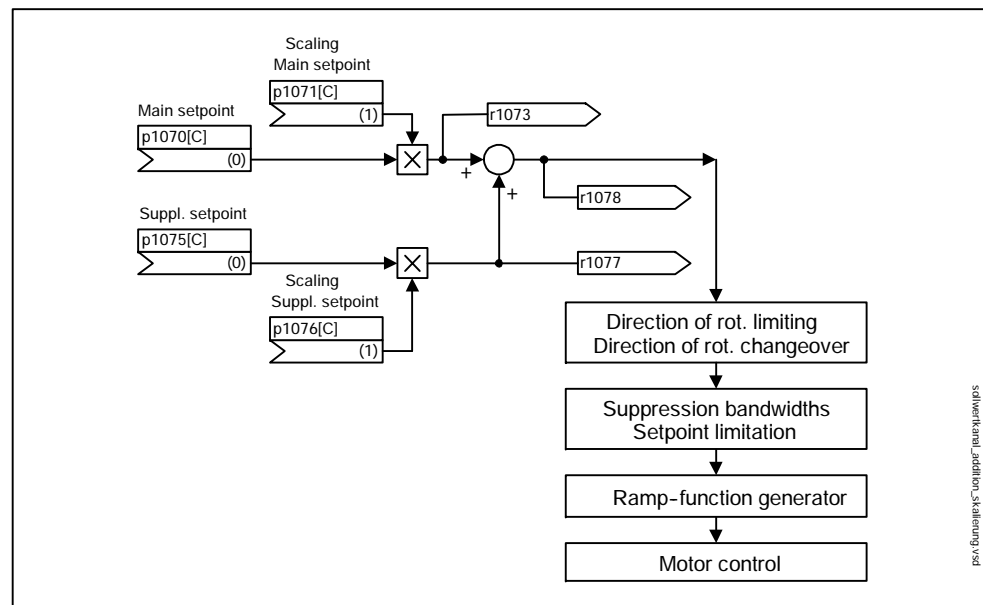 Scaling
Main setpoint
p1071[C]
(1)
Main setpoint
p1070[C]
(0)
r1073
+
+
r1078
Suppl. setpoint
p1075[C]
(0)
r1077
Scaling
Suppl. setpoint
p1076[C]
(1)
Direction of rot. limiting
Direction of rot. changeover
Suppression bandwidths
Setpoint limitation
Ramp-function generator
Motor control
sollwertkanal_addition_skalierung.vsd